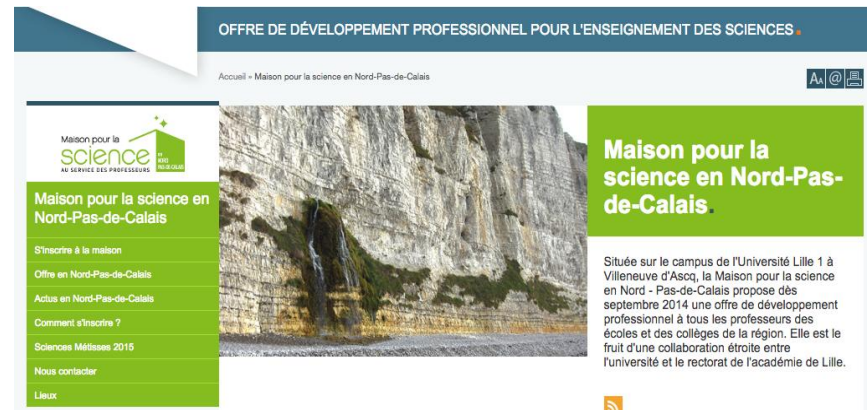 OFFRE DE DÉVELOPPEMENT PROFESSIONNEL POUR L'ENSEIGNEMENT DES SCIENCES.
Accueil » Maison pour la science en Nord-Pas-de-Calais
AA @
Maison pour la
science
EN
NORD
PAS-DE-CALAIS
AU SERVICE DES PROFESSEURS
Maison pour la science en
Nord-Pas-de-Calais
S'inscrire à la maison
Offre en Nord-Pas-de-Calais
Actus en Nord-Pas-de-Calais
Comment s'inscrire ?
Sciences Métisses 2015
Nous contacter
Lieux
Maison pour la
science en Nord-Pas-
de-Calais.
Située sur le campus de l'Université Lille 1 à
Villeneuve d'Ascq, la Maison pour la science
en Nord - Pas-de-Calais propose dès
septembre 2014 une offre de développement
professionnel à tous les professeurs des
écoles et des collèges de la région. Elle est le
fruit d'une collaboration étroite entre
l'université et le rectorat de l'académie de Lille.